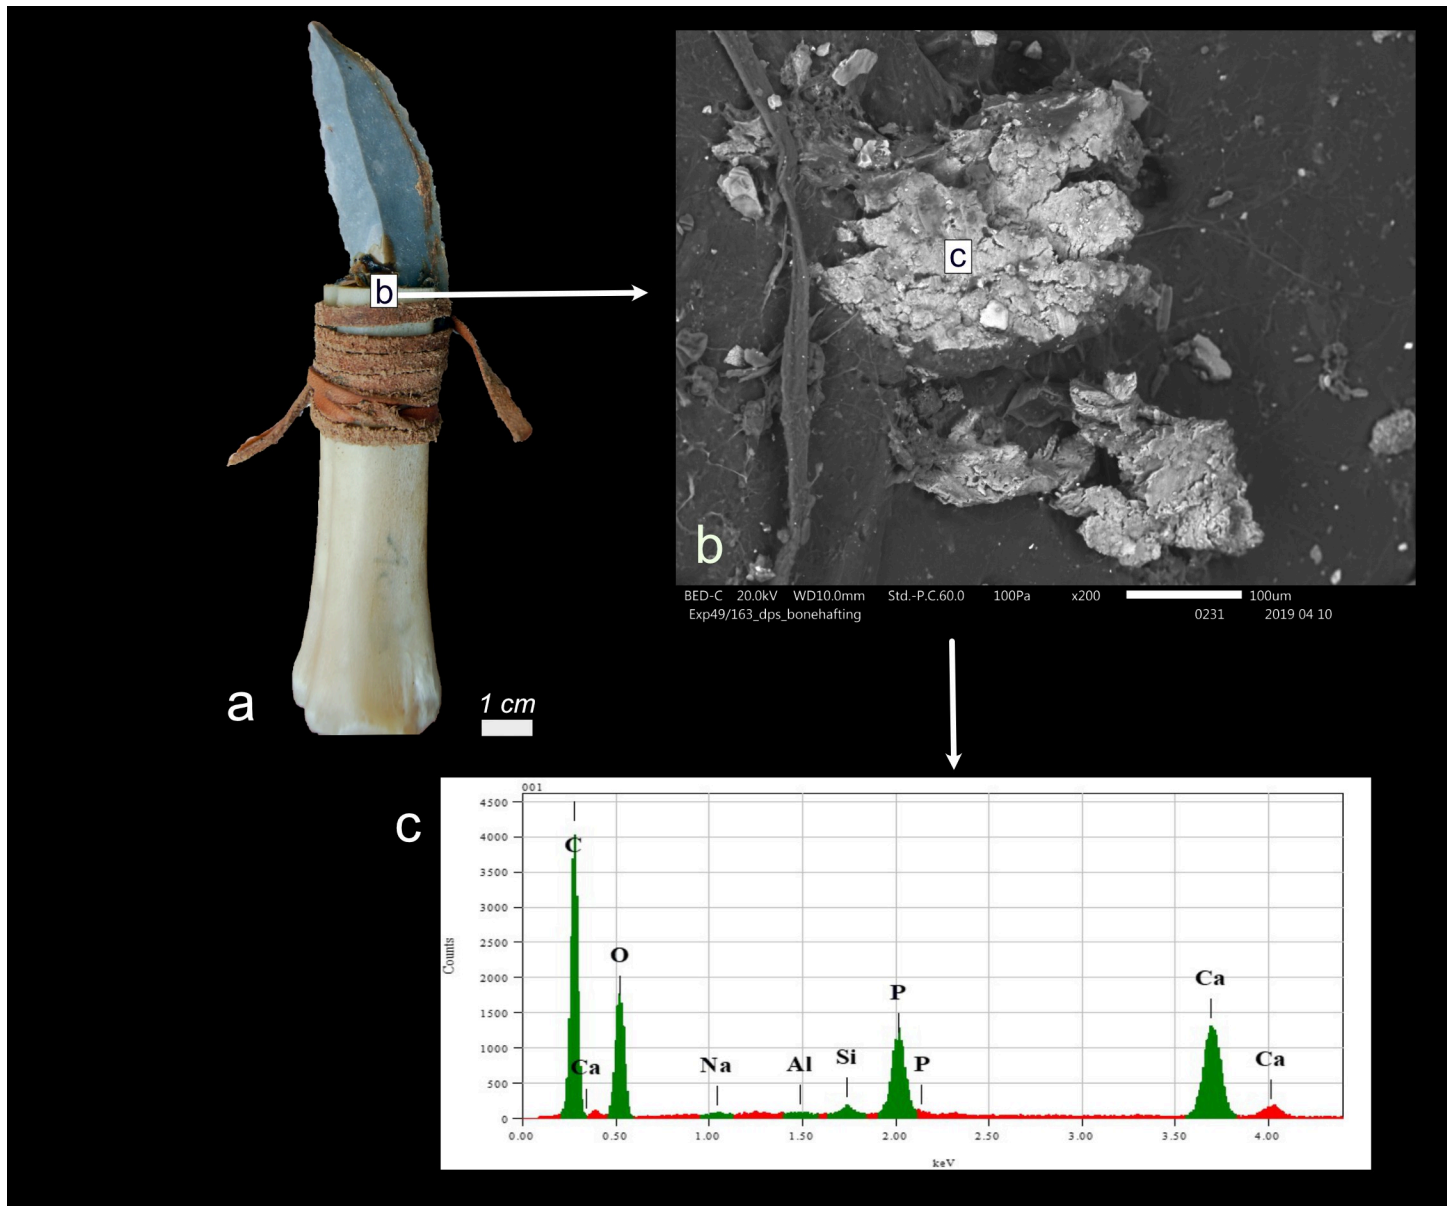 b
c
b
BED-C 20.0kV WD10.0mm Std.-P.C.60.0 100Pa x200 100um
Exp49/163_dps_bonehafting 0231 2019 04 10
a
1 cm
c
001
4500
4000
3500
3000
2500
2000
1500
1000
500
0
Counts
C
Ca
O
Na
Al
Si
P
P
Ca
Ca
0.00 0.50 1.00 1.50 2.00 2.50 3.00 3.50 4.00
keV